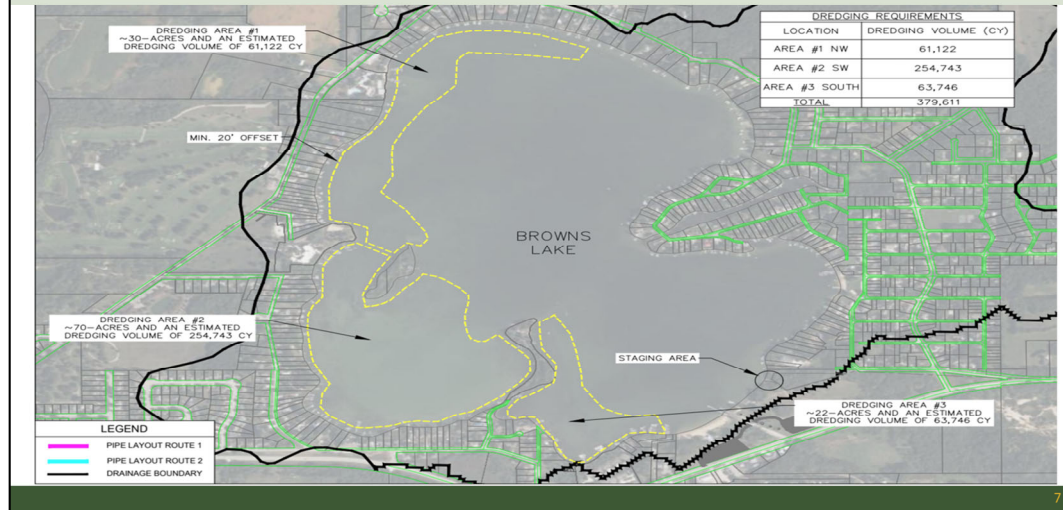 DREDGING AREA #1
~30-ACRES AND AN ESTIMATED
DREDGING VOLUME OF 61,122 CY
DREDGING REQUIREMENTS
LOCATION DREDGING VOLUME (CY)
AREA #1 NW 61,122
AREA #2 SW 254,743
AREA #3 SOUTH 63,746
TOTAL 379,611
MIN. 20' OFFSET
BROWNS
LAKE
DREDGING AREA #2
~70-ACRES AND AN ESTIMATED
DREDGING VOLUME OF 254,743 CY
STAGING AREA
DREDGING AREA #3
~22-ACRES AND AN ESTIMATED
DREDGING VOLUME OF 63,746 CY
LEGEND
PIPE LAYOUT ROUTE 1
PIPE LAYOUT ROUTE 2
DRAINAGE BOUNDARY
7